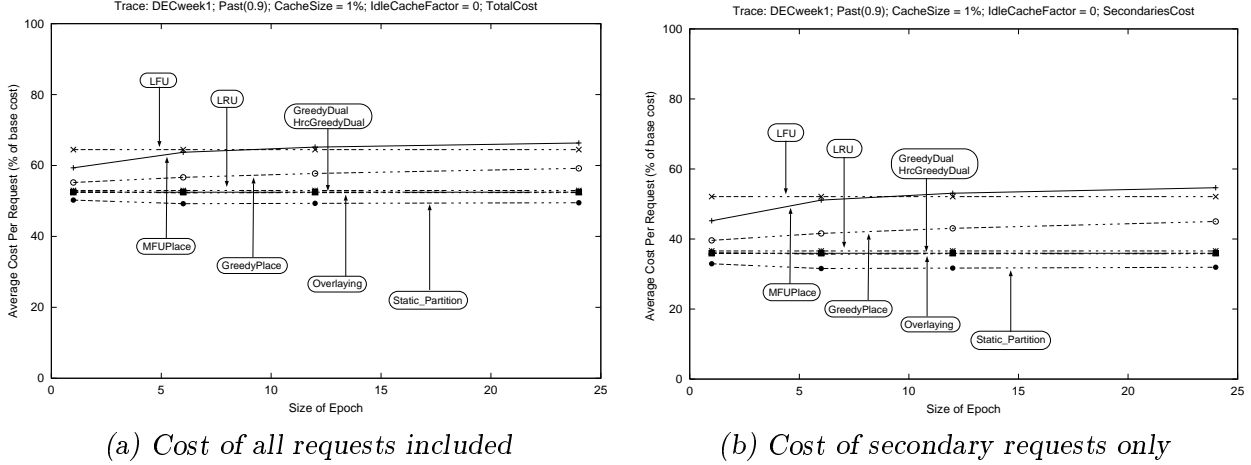 Trace: DECweek1; Past(0.9); CacheSize = 1%; IdleCacheFactor = 0; TotalCost
Average Cost Per Request (% of base cost)
100
80
60
40
20
0
LFU
LRU
GreedyDual
HrcGreedyDual
MFUPlace
GreedyPlace
Overlaying
Static_Partition
0 5 10 15 20 25
Size of Epoch
(a) Cost of all requests included
Trace: DECweek1; Past(0.9); CacheSize = 1%; IdleCacheFactor = 0; SecondariesCost
Average Cost Per Request (% of base cost)
100
80
60
40
20
0
LFU
LRU
GreedyDual
HrcGreedyDual
MFUPlace
GreedyPlace
Overlaying
Static_Partition
0 5 10 15 20 25
Size of Epoch
(b) Cost of secondary requests only